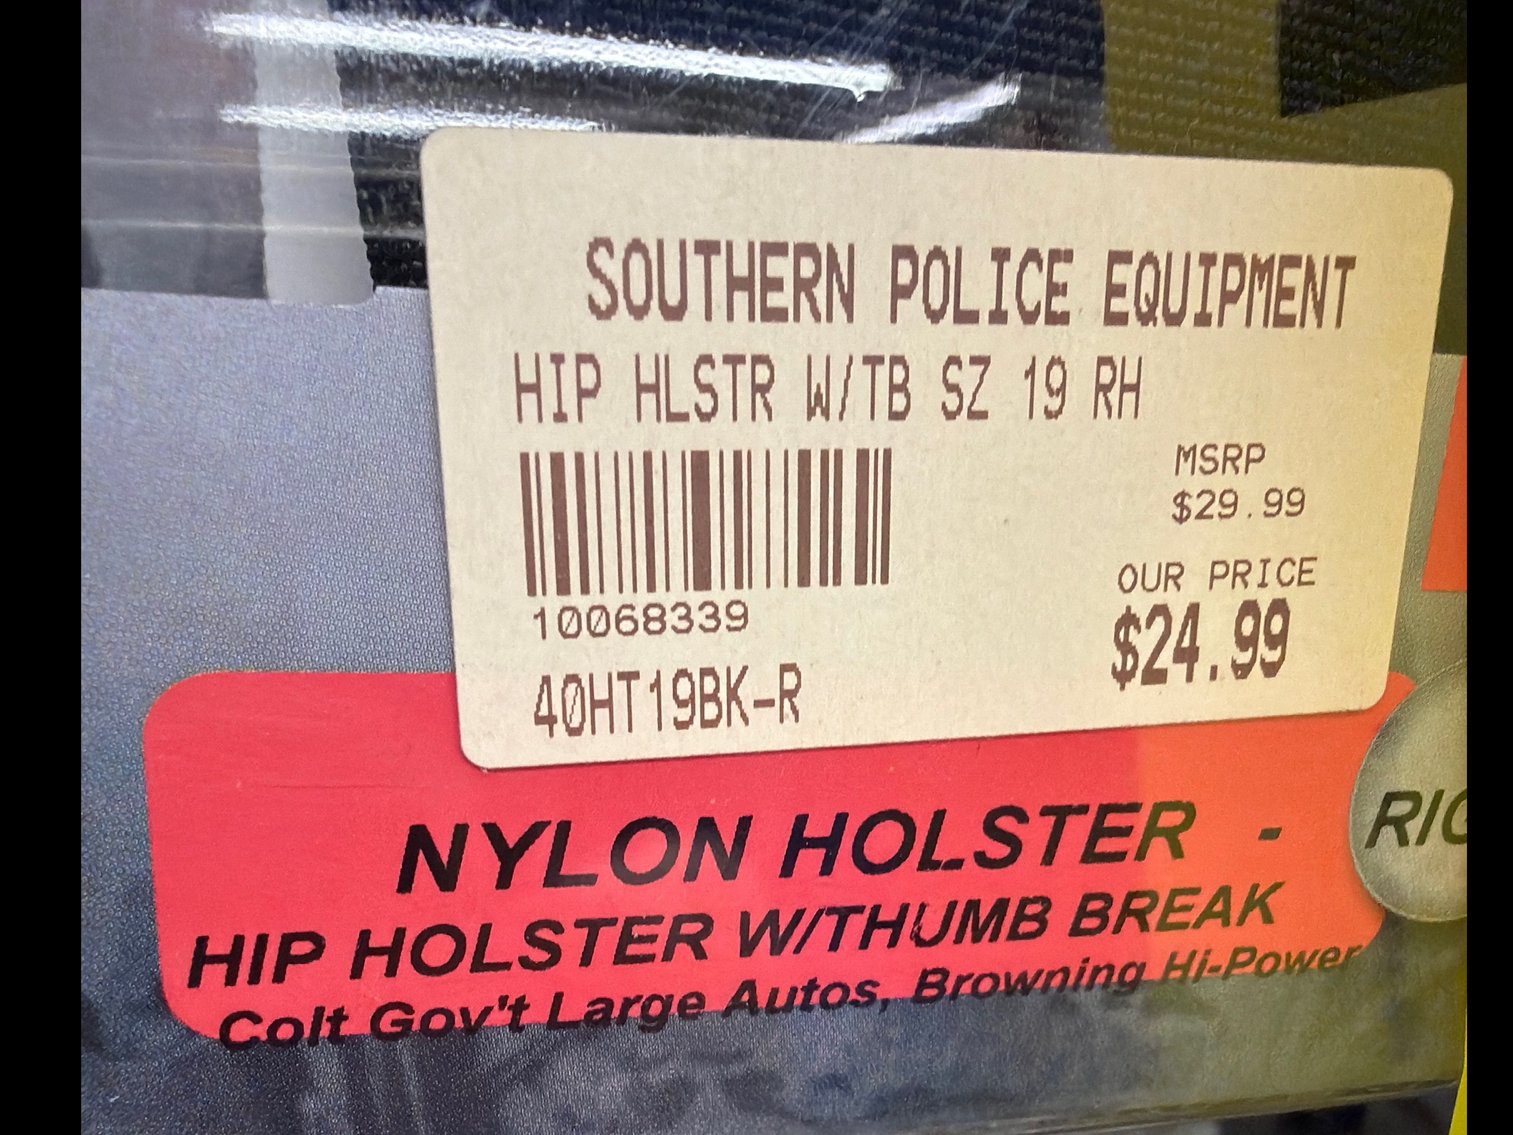 SOUTHERN POLICE EQUIPMENT
HIP HLSTR W/TB SZ 19 RH
MSRP
$29.99
10068339
OUR PRICE
$24.99
40HT19BK-R
NYLON HOLSTER -
RIG
HIP HOLSTER W/THUMB BREAK
Colt Gov't Large Autos, Browning Hi-Power